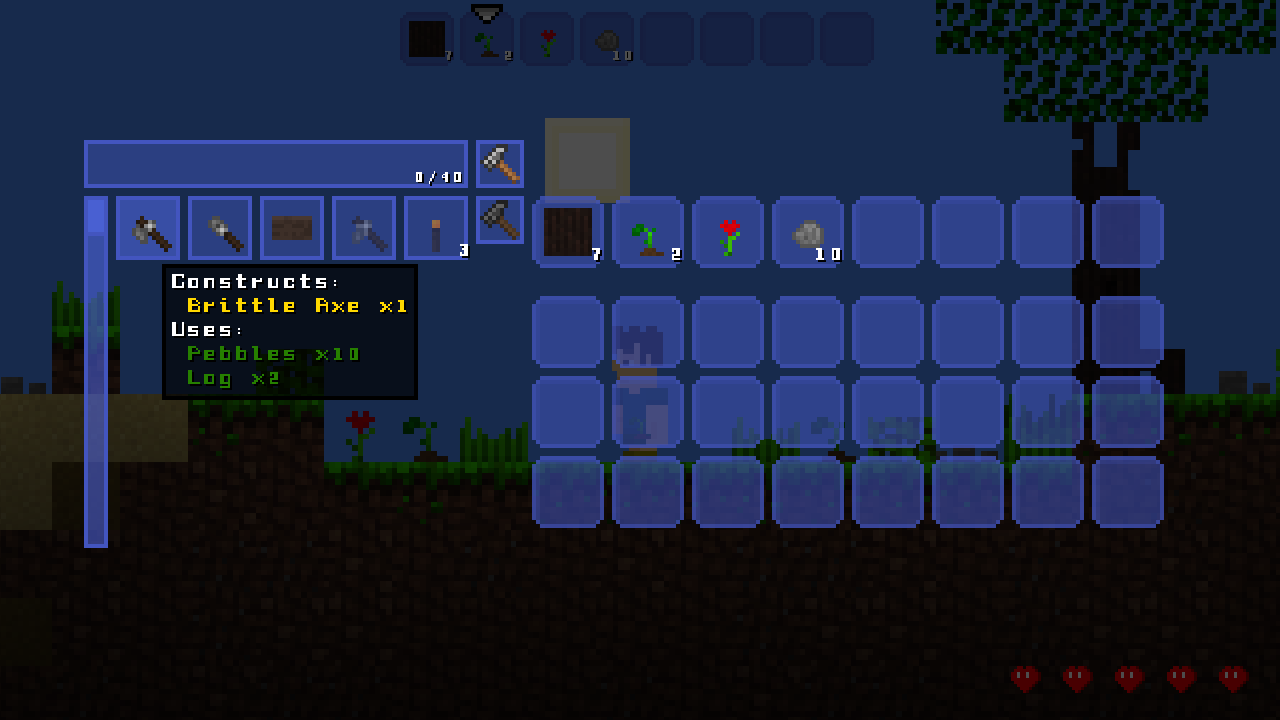 7 2 10
0/40
3
7 2 10
Constructs:
Brittle Axe x1
Uses:
Pebbles x10
Log x2